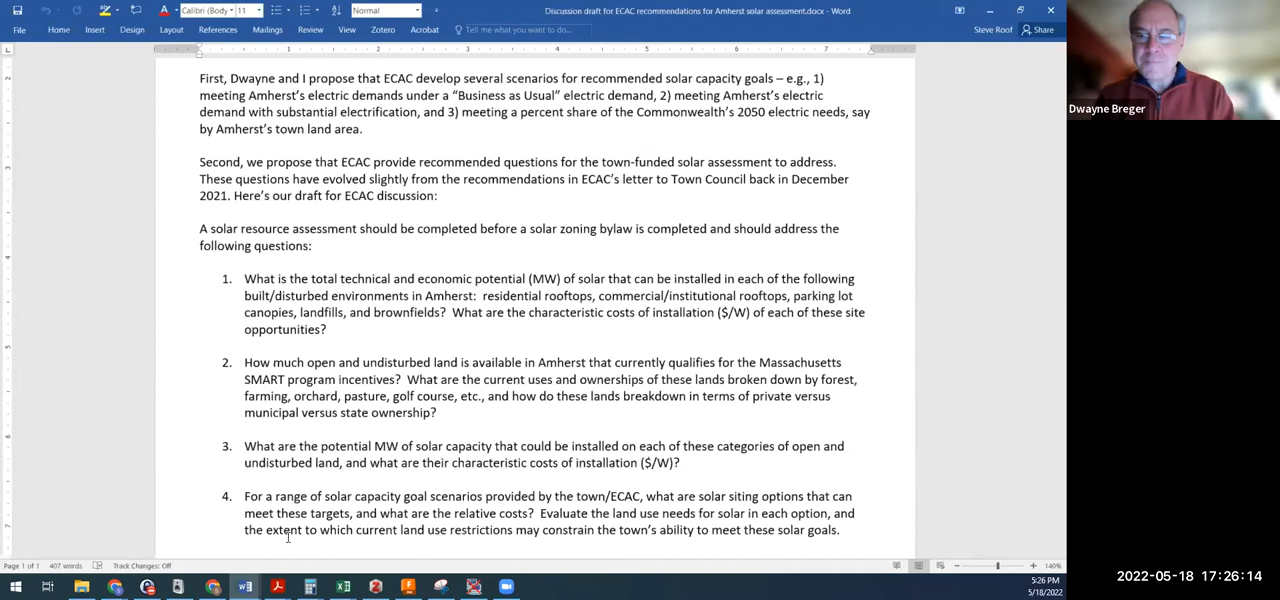 Calibri (Body 11
Normal
Discussion draft for ECAC recommendations for Amherst solar assessment.docx - Word
File Home Insert Design Layout References Mailings Review View Zotero Acrobat Tell me what you want to do... Steve Roof Share
1 2 3 4 5 6 7
First, Dwayne and I propose that ECAC develop several scenarios for recommended solar capacity goals – e.g., 1)
meeting Amherst's electric demands under a "Business as Usual" electric demand, 2) meeting Amherst's electric
demand with substantial electrification, and 3) meeting a percent share of the Commonwealth's 2050 electric needs, say
by Amherst's town land area.
Second, we propose that ECAC provide recommended questions for the town-funded solar assessment to address.
These questions have evolved slightly from the recommendations in ECAC's letter to Town Council back in December
2021. Here's our draft for ECAC discussion:
A solar resource assessment should be completed before a solar zoning bylaw is completed and should address the
following questions:
1. What is the total technical and economic potential (MW) of solar that can be installed in each of the following
built/disturbed environments in Amherst: residential rooftops, commercial/institutional rooftops, parking lot
canopies, landfills, and brownfields? What are the characteristic costs of installation ($/W) of each of these site
opportunities?
2. How much open and undisturbed land is available in Amherst that currently qualifies for the Massachusetts
SMART program incentives? What are the current uses and ownerships of these lands broken down by forest,
farming, orchard, pasture, golf course, etc., and how do these lands breakdown in terms of private versus
municipal versus state ownership?
3. What are the potential MW of solar capacity that could be installed on each of these categories of open and
undisturbed land, and what are their characteristic costs of installation ($/W)?
4. For a range of solar capacity goal scenarios provided by the town/ECAC, what are solar siting options that can
meet these targets, and what are the relative costs? Evaluate the land use needs for solar in each option, and
the extent to which current land use restrictions may constrain the town's ability to meet these solar goals.
Page 1 of 1 407 words Track Changes: Off 140%
5:26 PM
5/18/2022
Dwayne Breger
2022-05-18 17:26:14